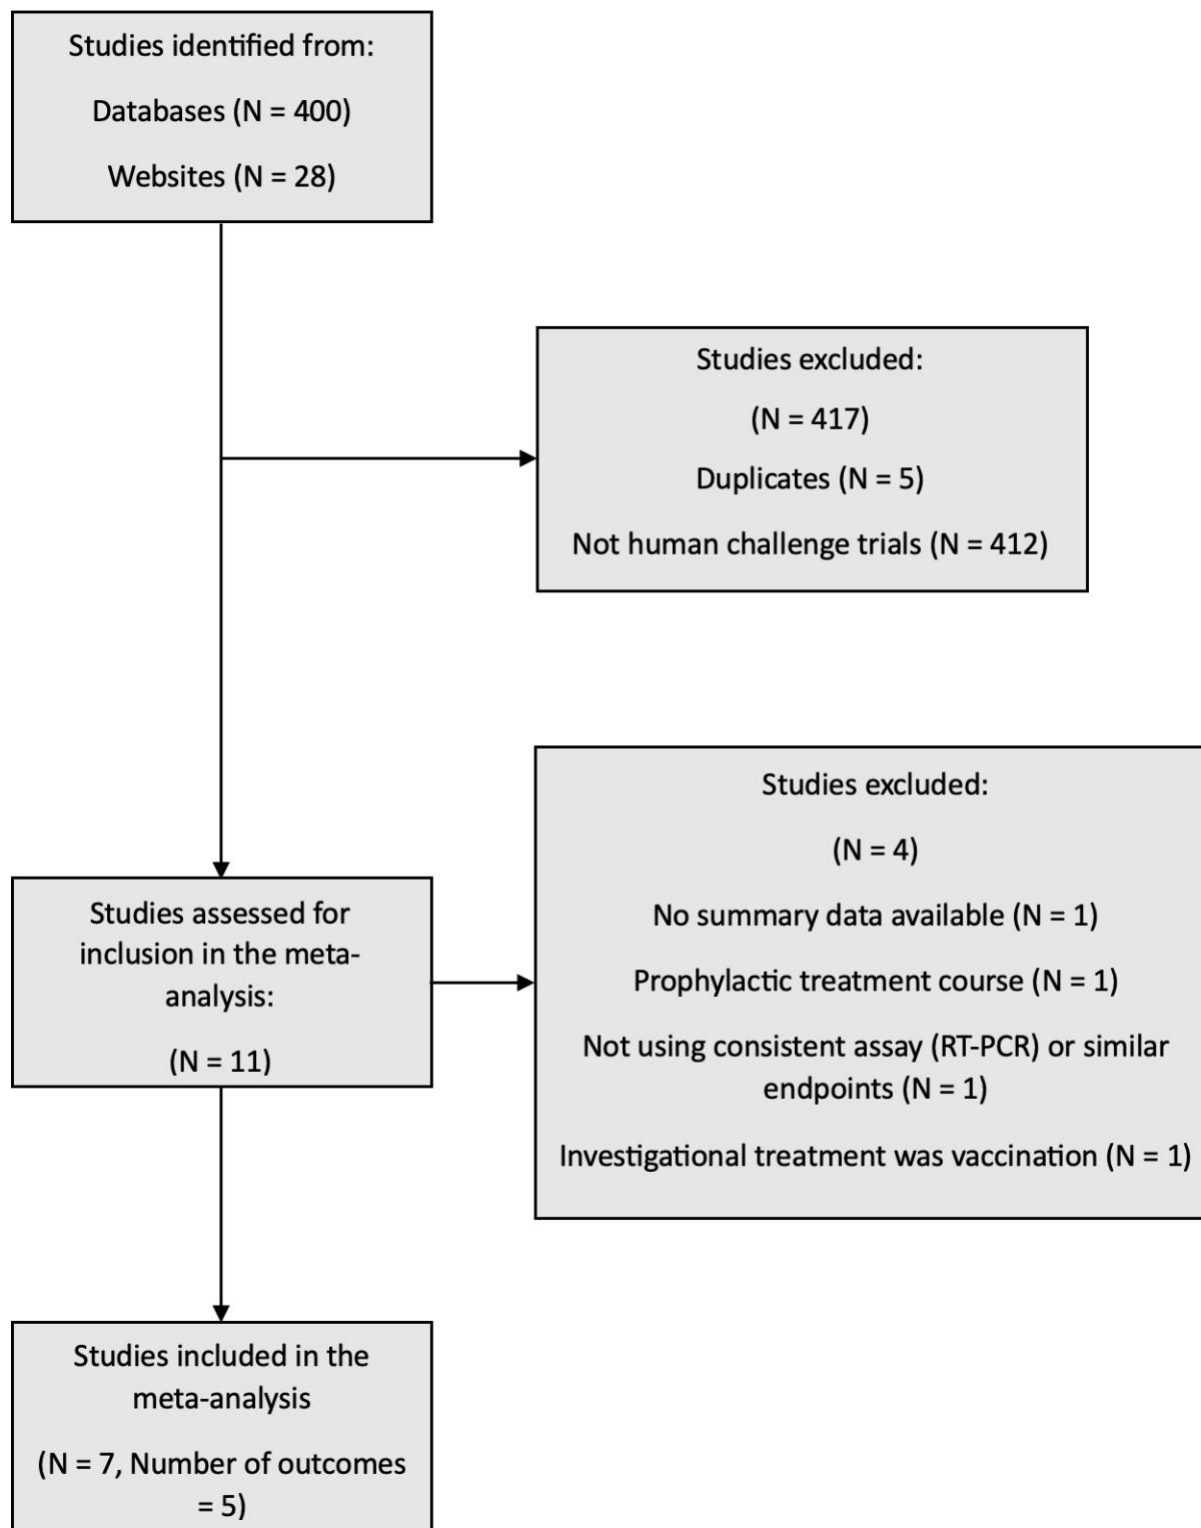 Studies identified from:
Databases (N = 400)
Websites (N = 28)
Studies excluded:
(N = 417)
Duplicates (N = 5)
Not human challenge trials (N = 412)
Studies assessed for
inclusion in the meta-
analysis:
(N = 11)
Studies excluded:
(N = 4)
No summary data available (N = 1)
Prophylactic treatment course (N = 1)
Not using consistent assay (RT-PCR) or similar
endpoints (N = 1)
Investigational treatment was vaccination (N = 1)
Studies included in the
meta-analysis
(N = 7, Number of outcomes
= 5)